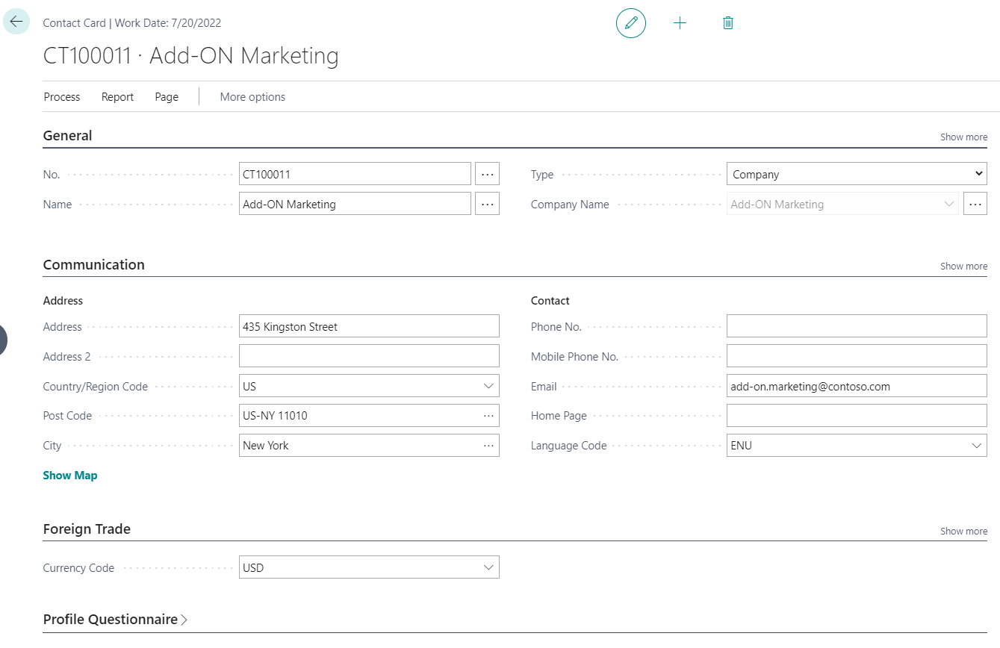 Contact Card | Work Date: 7/20/2022
CT100011 · Add-ON Marketing
Process Report Page More options
General Show more
No. CT100011 ... Type Company
Name Add-ON Marketing ... Company Name Add-ON Marketing ...
Communication Show more
Address Contact
Address 435 Kingston Street Phone No.
Address 2 Mobile Phone No.
Country/Region Code US Email add-on.marketing@contoso.com
Post Code US-NY 11010 ... Home Page
City New York ... Language Code ENU
Show Map
Foreign Trade Show more
Currency Code USD
Profile Questionnaire